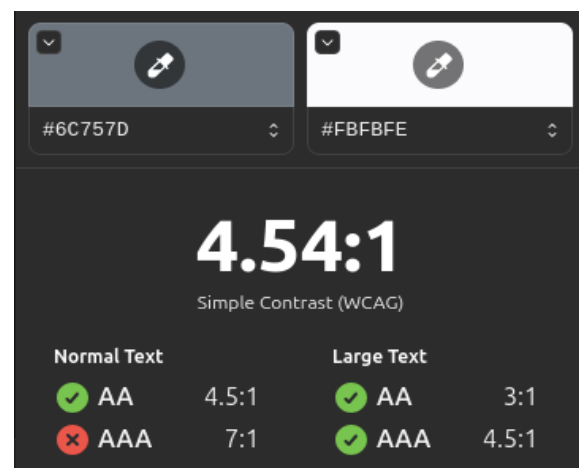 #6C757D #FBFBFE
4.54:1
Simple Contrast (WCAG)
Normal Text Large Text
AA 4.5:1 AA 3:1
AAA 7:1 AAA 4.5:1